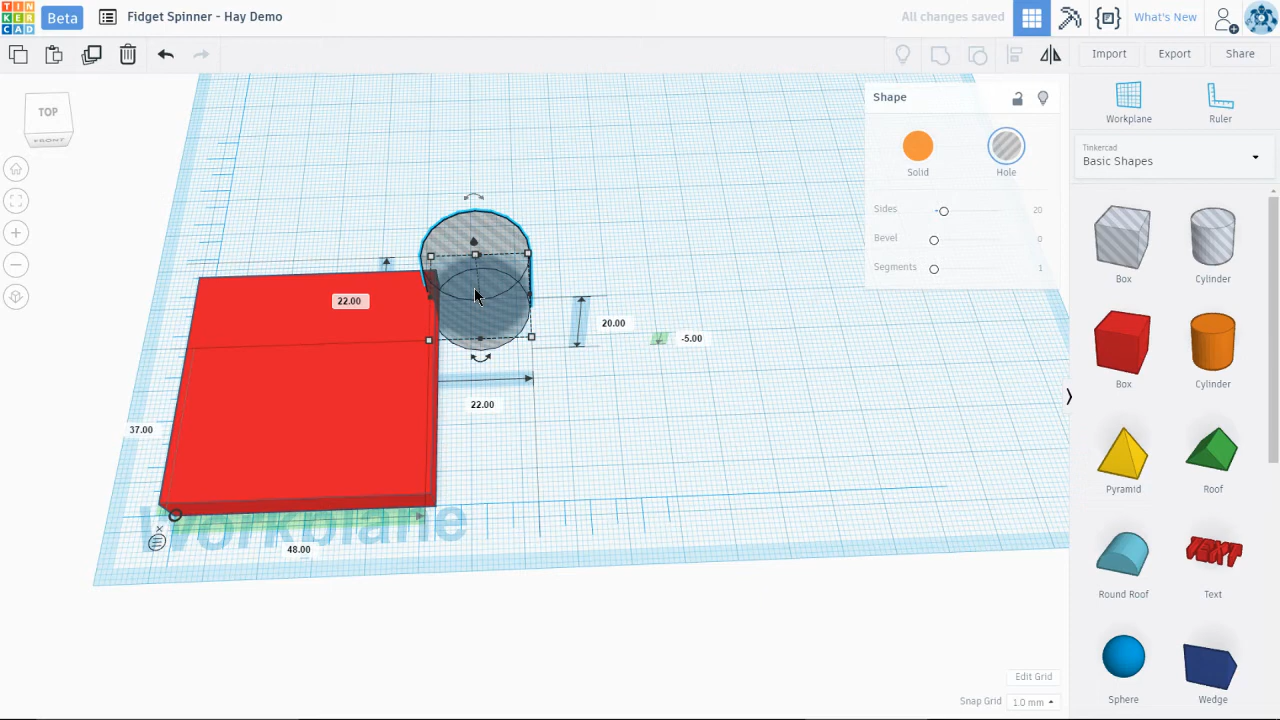 TIN
KER
CAD
Beta
Fidget Spinner - Hay Demo
All changes saved
What's New
Import
Export
Share
TOP
FRONT
Shape
Solid
Hole
Sides
20
Bevel
0
Segments
1
Workplane
Ruler
Tinkercad
Basic Shapes
Box
Cylinder
Box
Cylinder
Pyramid
Roof
Round Roof
TEXT
Text
Sphere
Wedge
22.00
20.00
-5.00
22.00
37.00
48.00
Workplane
Edit Grid
Snap Grid
1.0 mm